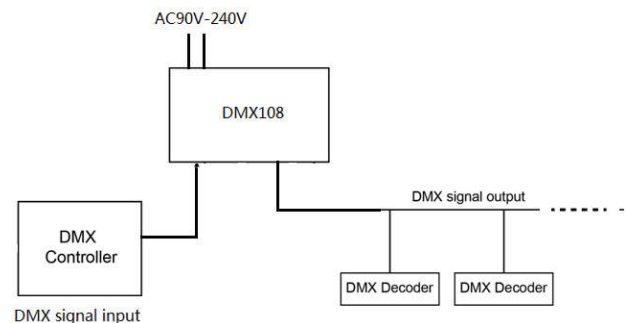 AC90V-240V
DMX108
DMX signal output
DMX
Controller
DMX Decoder
DMX Decoder
DMX signal input